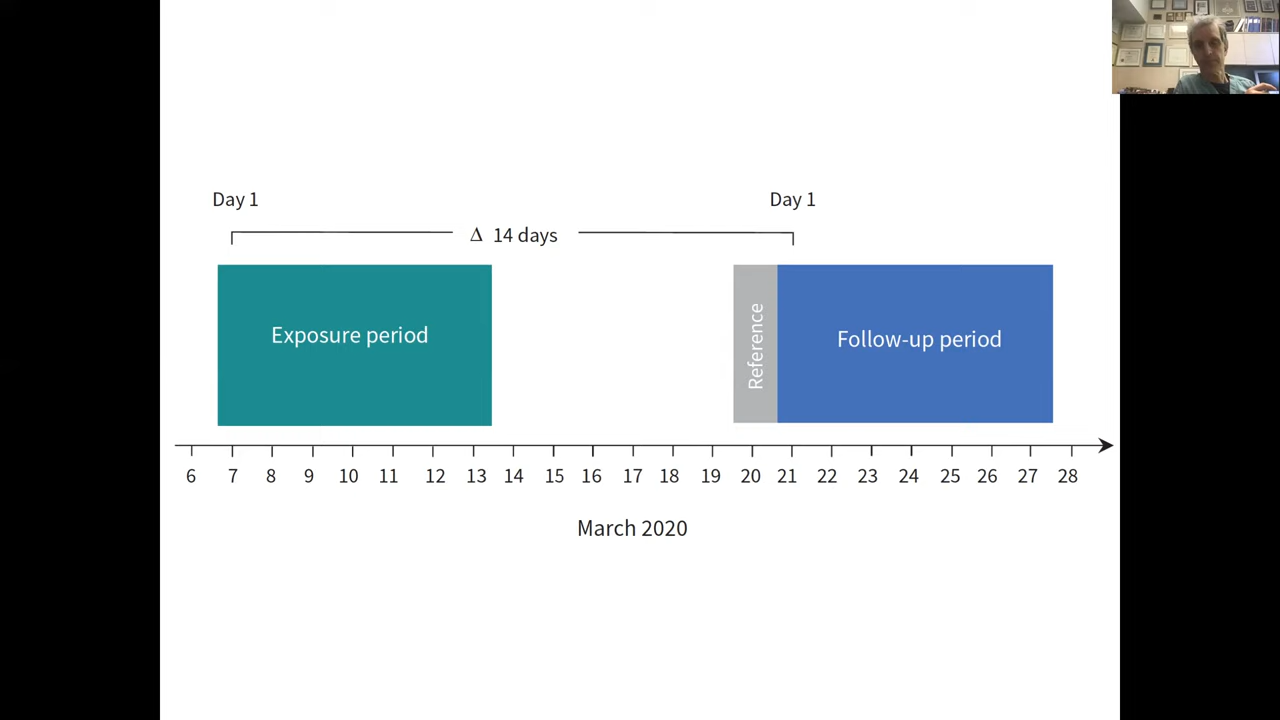 Day 1
Day 1
Δ 14 days
Exposure period
Reference
Follow-up period
6 7 8 9 10 11 12 13 14 15 16 17 18 19 20 21 22 23 24 25 26 27 28
March 2020